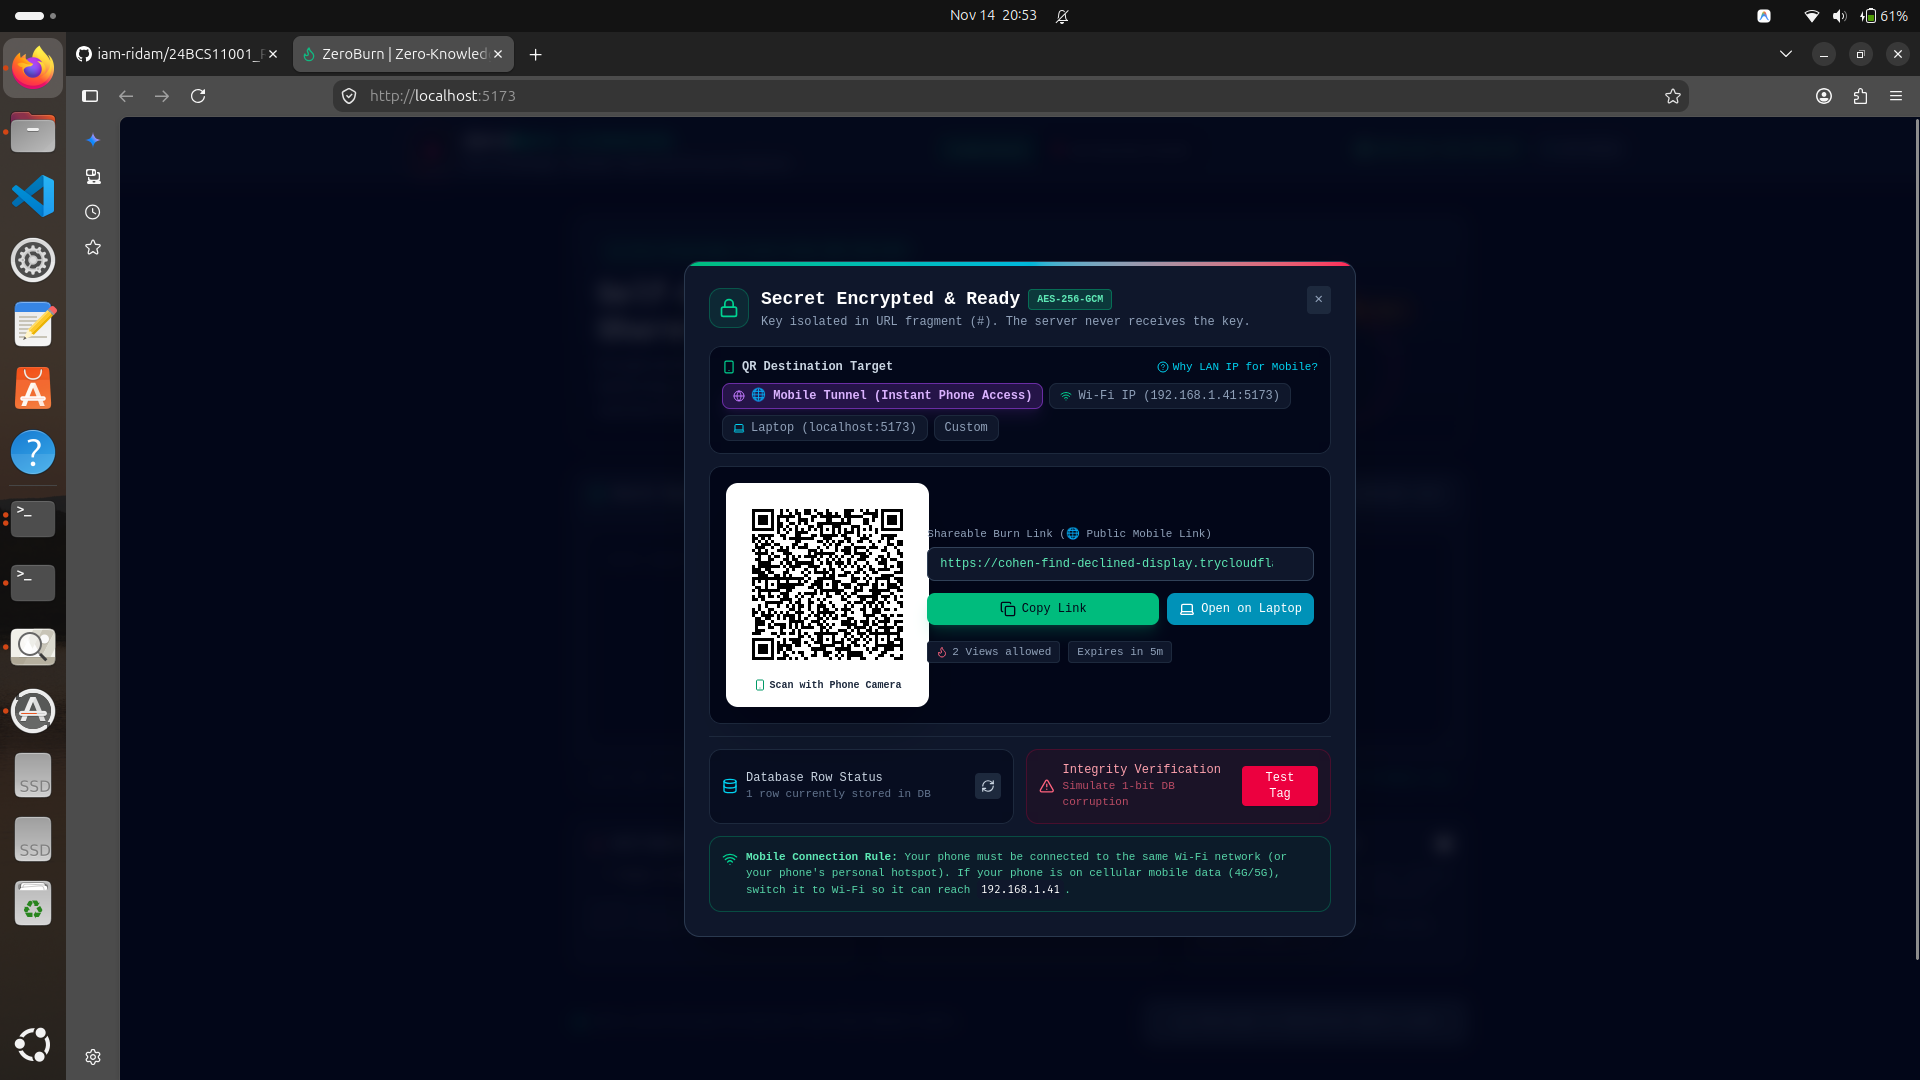 Nov 14 20:53
61%
iam-ridam/24BCS11001_
ZeroBurn | Zero-Knowled
http://localhost:5173
Secret Encrypted & Ready
AES-256-GCM
Key isolated in URL fragment (#). The server never receives the key.
QR Destination Target
Why LAN IP for Mobile?
Mobile Tunnel (Instant Phone Access)
Wi-Fi IP (192.168.1.41:5173)
Laptop (localhost:5173)
Custom
Shareable Burn Link (🌐 Public Mobile Link)
https://cohen-find-declined-display.trycloudfl
Copy Link
Open on Laptop
2 Views allowed
Expires in 5m
Scan with Phone Camera
Database Row Status
1 row currently stored in DB
Integrity Verification
Simulate 1-bit DB
corruption
Test
Tag
Mobile Connection Rule: Your phone must be connected to the same Wi-Fi network (or
your phone's personal hotspot). If your phone is on cellular mobile data (4G/5G),
switch it to Wi-Fi so it can reach 192.168.1.41.
SSD
SSD